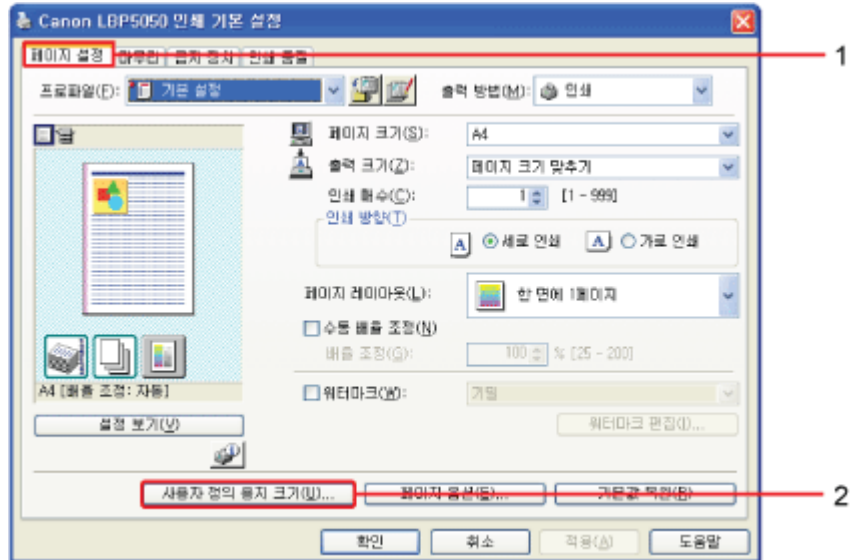 Canon LBP5050 인쇄 기본 설정
페이지 설정 마무리 급지 장치 인쇄 품질
1
프로파일(F): 기본 설정 출력 방법(M): 인쇄
페이지 크기(S): A4
출력 크기(Z): 페이지 크기 맞추기
인쇄 매수(C): 1 [1 - 999]
인쇄 방향(T)
A 세로 인쇄 A 가로 인쇄
페이지 레이아웃(L): 한 면에 1페이지
수동 배율 조정(N)
배율 조정(G): 100 % [25 - 200]
A4 [배율 조정: 자동]
워터마크(W): 기밀
설정 보기(V)
워터마크 편집(I)...
사용자 정의 용지 크기(U)... 페이지 옵션(E)... 기본값 복원(R)
2
확인 취소 적용(A) 도움말